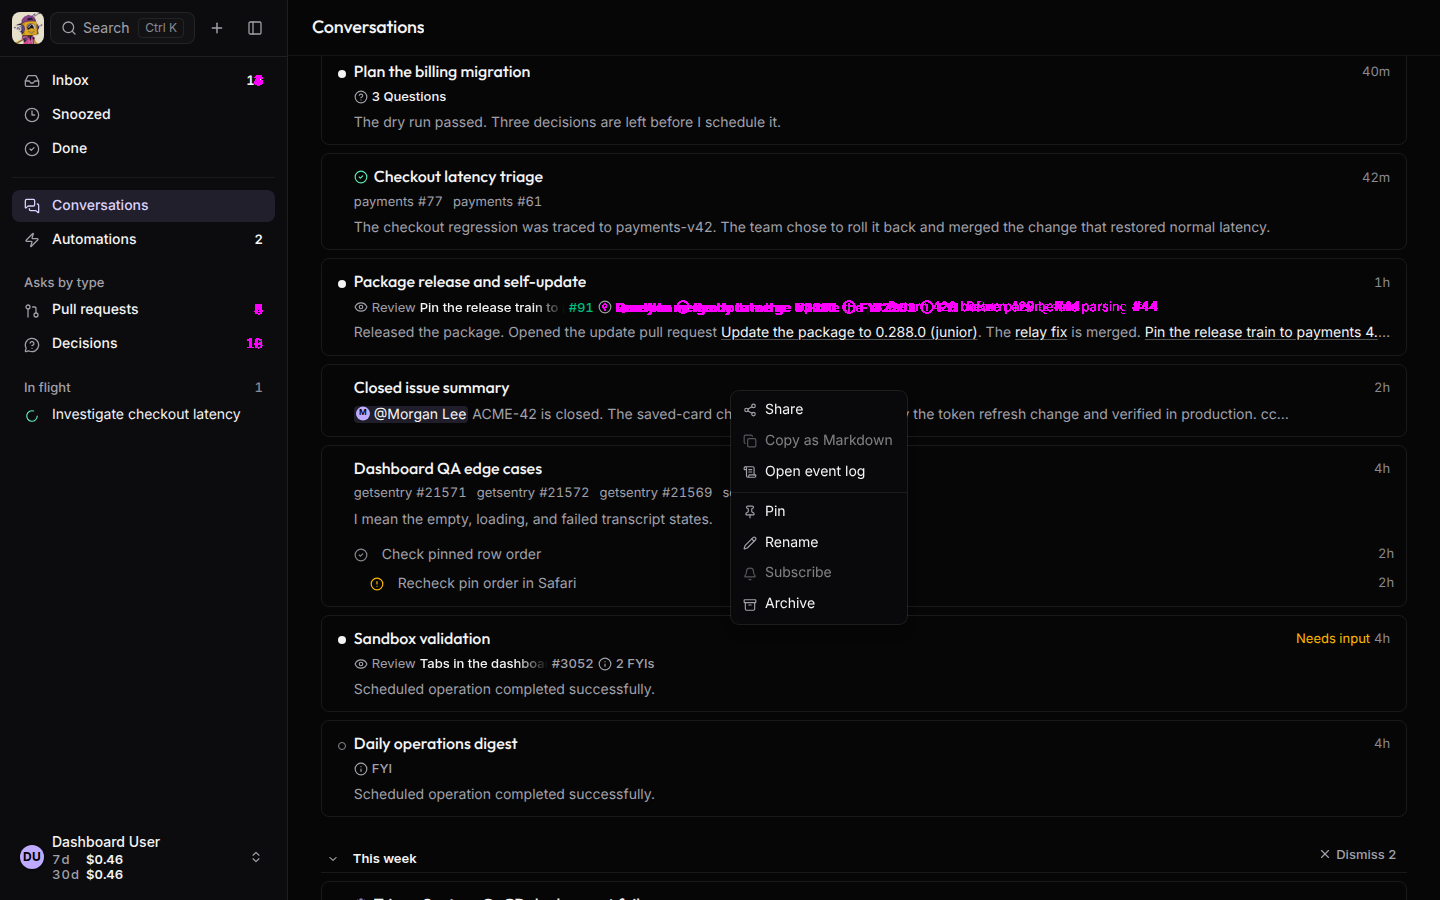 Search Ctrl K
Conversations
Inbox
Snoozed
Done
Conversations
Automations 2
Asks by type
Pull requests
Decisions
In flight 1
Investigate checkout latency
Dashboard User
7d $0.46
30d $0.46
DU
Plan the billing migration 40m
3 Questions
The dry run passed. Three decisions are left before I schedule it.
Checkout latency triage 42m
payments #77 payments #61
The checkout regression was traced to payments-v42. The team chose to roll it back and merged the change that restored normal latency.
Package release and self-update 1h
Review Pin the release train to #91 #44
Released the package. Opened the update pull request Update the package to 0.288.0 (junior). The relay fix is merged. Pin the release train to payments 4....
Closed issue summary 2h
M @Morgan Lee ACME-42 is closed. The saved-card ch the token refresh change and verified in production. cc...
Dashboard QA edge cases 4h
getsentry #21571 getsentry #21572 getsentry #21569
I mean the empty, loading, and failed transcript states.
Check pinned row order 2h
Recheck pin order in Safari 2h
Share
Copy as Markdown
Open event log
Pin
Rename
Subscribe
Archive
Sandbox validation Needs input 4h
Review Tabs in the dashboa #3052 2 FYIs
Scheduled operation completed successfully.
Daily operations digest 4h
FYI
Scheduled operation completed successfully.
This week Dismiss 2